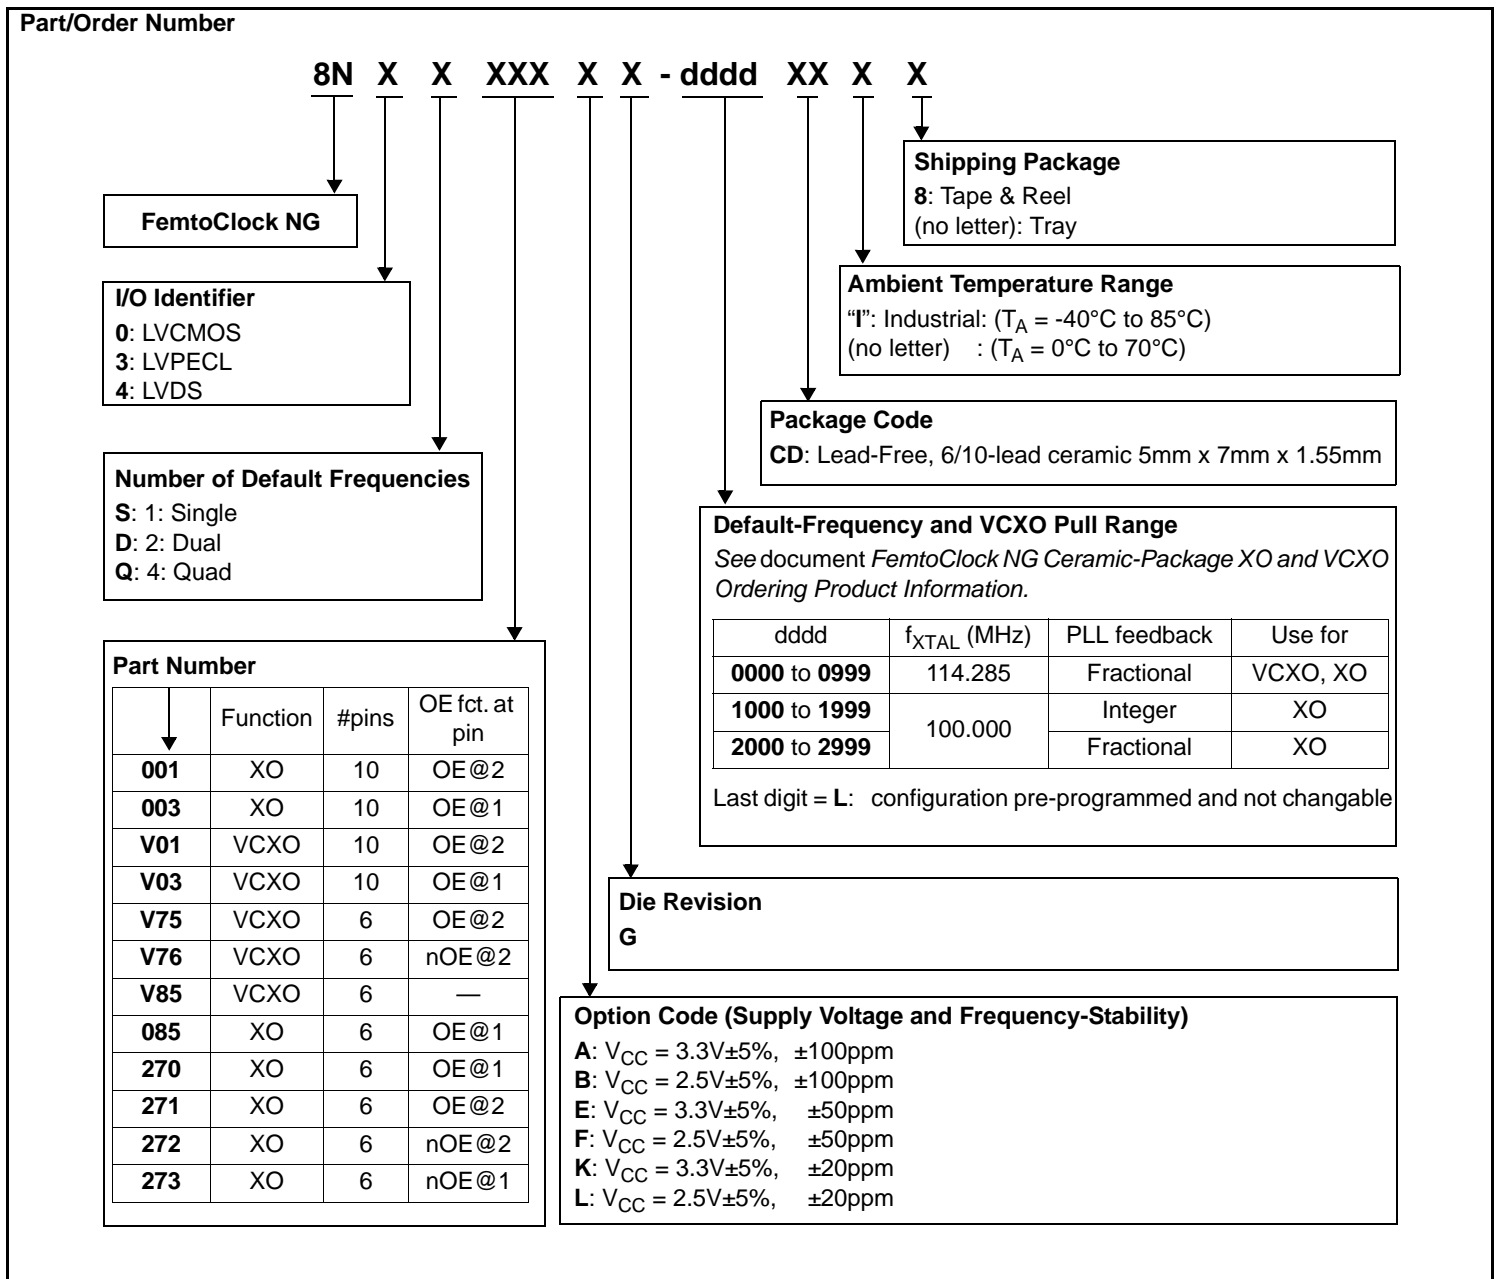 Part/Order Number
8N X X XXX X X - dddd XX X X
Shipping Package
8: Tape & Reel
(no letter): Tray
FemtoClock NG
Ambient Temperature Range
“I”: Industrial: (TA = -40°C to 85°C)
(no letter) : (TA = 0°C to 70°C)
I/O Identifier
0: LVCMOS
3: LVPECL
4: LVDS
Package Code
CD: Lead-Free, 6/10-lead ceramic 5mm x 7mm x 1.55mm
Number of Default Frequencies
S: 1: Single
D: 2: Dual
Q: 4: Quad
Default-Frequency and VCXO Pull Range
See document FemtoClock NG Ceramic-Package XO and VCXO
Ordering Product Information.
dddd fXTAL (MHz) PLL feedback Use for
0000 to 0999 114.285 Fractional VCXO, XO
1000 to 1999 100.000 Integer XO
2000 to 2999 Fractional XO
Last digit = L: configuration pre-programmed and not changable
Part Number
Function #pins OE fct. at
pin
001 XO 10 OE@2
003 XO 10 OE@1
V01 VCXO 10 OE@2
V03 VCXO 10 OE@1
V75 VCXO 6 OE@2
V76 VCXO 6 nOE@2
V85 VCXO 6 —
085 XO 6 OE@1
270 XO 6 OE@1
271 XO 6 OE@2
272 XO 6 nOE@2
273 XO 6 nOE@1
Die Revision
G
Option Code (Supply Voltage and Frequency-Stability)
A: VCC = 3.3V±5%, ±100ppm
B: VCC = 2.5V±5%, ±100ppm
E: VCC = 3.3V±5%, ±50ppm
F: VCC = 2.5V±5%, ±50ppm
K: VCC = 3.3V±5%, ±20ppm
L: VCC = 2.5V±5%, ±20ppm